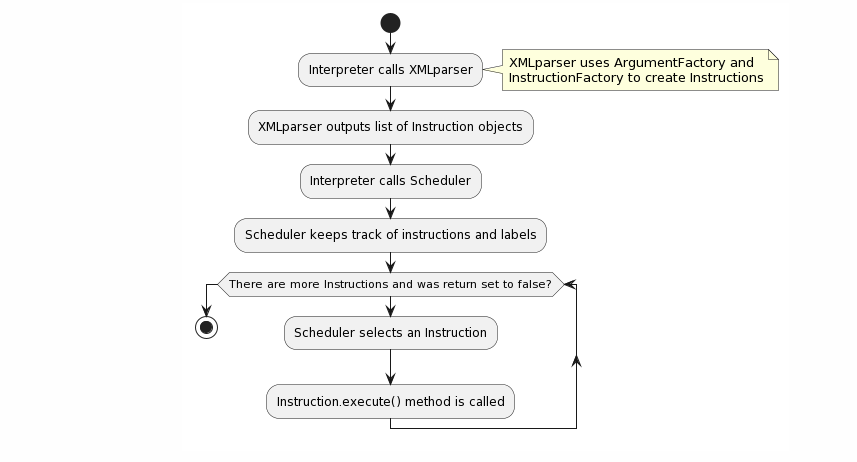 Interpreter calls XMLparser
XMLparser uses ArgumentFactory and
InstructionFactory to create Instructions
XMLparser outputs list of Instruction objects
Interpreter calls Scheduler
Scheduler keeps track of instructions and labels
There are more Instructions and was return set to false?
Scheduler selects an Instruction
Instruction.execute() method is called